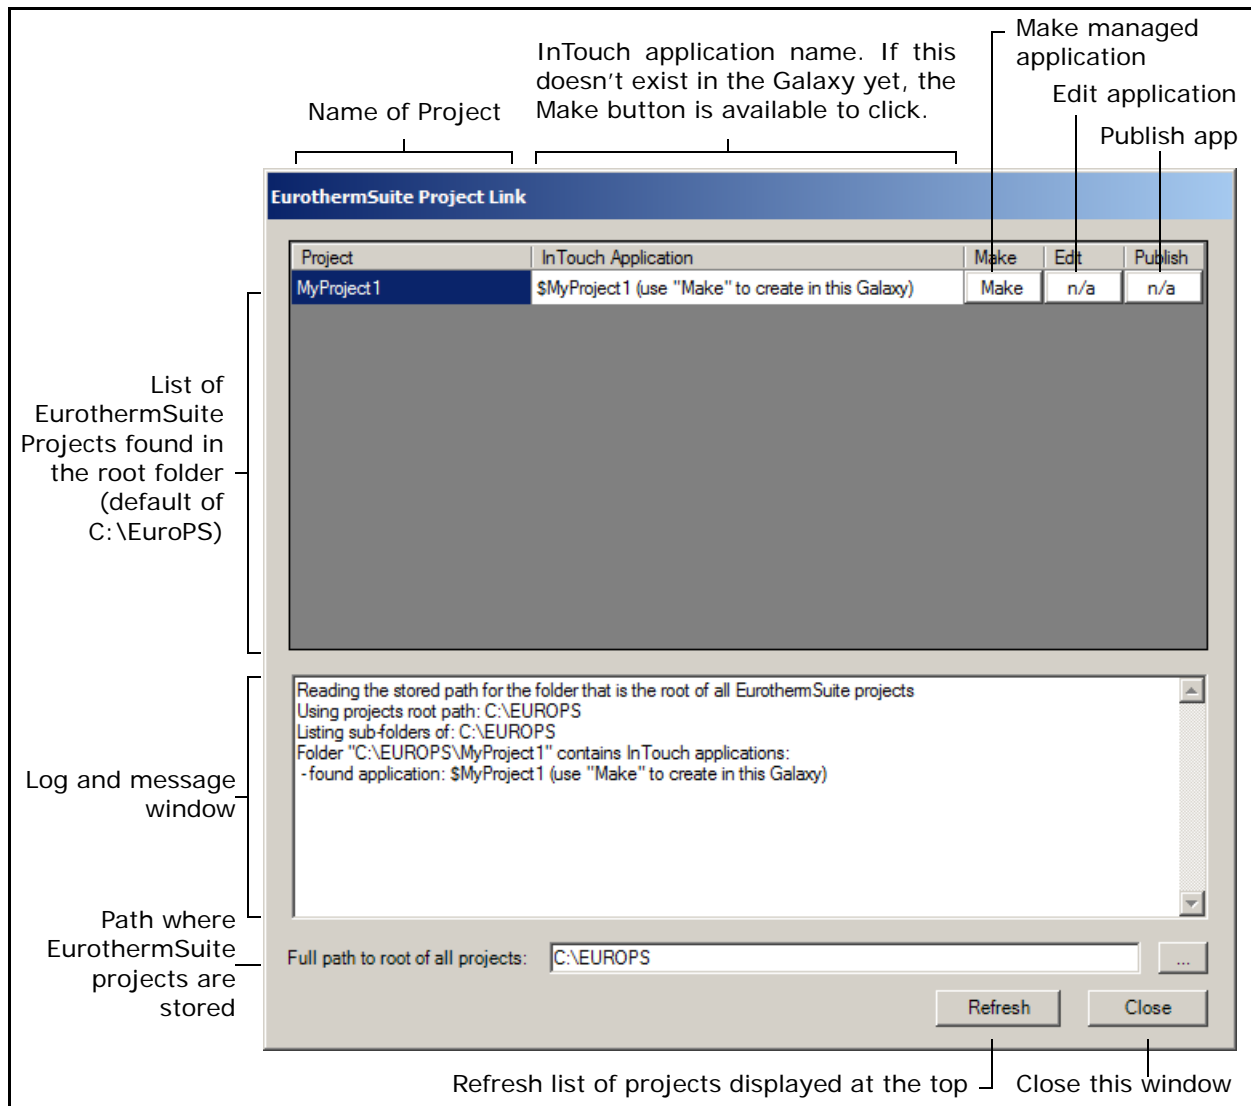 Make managed
application
InTouch application name. If this
doesn't exist in the Galaxy yet, the
Make button is available to click.
Name of Project
Edit application
Publish app
EurothermSuite Project Link
Project InTouch Application Make Edit Publish
MyProject1 $MyProject1 (use "Make" to create in this Galaxy) Make n/a n/a
List of
EurothermSuite
Projects found in
the root folder
(default of
C:\EuroPS)
Reading the stored path for the folder that is the root of all EurothermSuite projects
Using projects root path: C:\EUROPS
Listing sub-folders of: C:\EUROPS
Folder "C:\EUROPS\MyProject1" contains InTouch applications:
- found application: $MyProject1 (use "Make" to create in this Galaxy)
Log and message
window
Path where
EurothermSuite
projects are
stored
Full path to root of all projects: C:\EUROPS ...
Refresh Close
Refresh list of projects displayed at the top Close this window